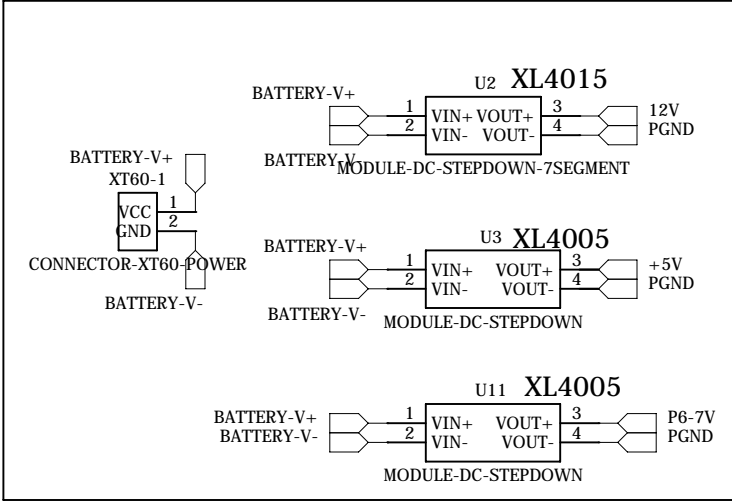 U2 XL4015
BATTERY-V+
1 VIN+ VOUT+ 3 12V
2 VIN- VOUT- 4 PGND
BATTERY-V-
MODULE-DC-STEPDOWN-7SEGMENT
BATTERY-V+
XT60-1
VCC 1
GND 2
CONNECTOR-XT60-POWER
BATTERY-V-
U3 XL4005
BATTERY-V+
1 VIN+ VOUT+ 3 +5V
2 VIN- VOUT- 4 PGND
BATTERY-V-
MODULE-DC-STEPDOWN
U11 XL4005
BATTERY-V+ 1 VIN+ VOUT+ 3 P6-7V
BATTERY-V- 2 VIN- VOUT- 4 PGND
MODULE-DC-STEPDOWN